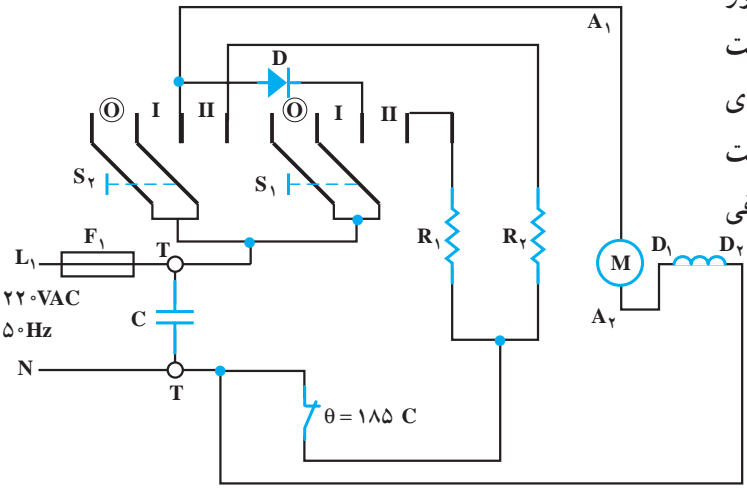 A۱
ت
D
O I II O I II
ی
ت
S۲ S۱
F۱ T
L۱
R۱ R۲
M D۱ D۲
۲۲۰VAC
C
A۲
۵۰Hz
N
T
θ = ۱۸۵ C